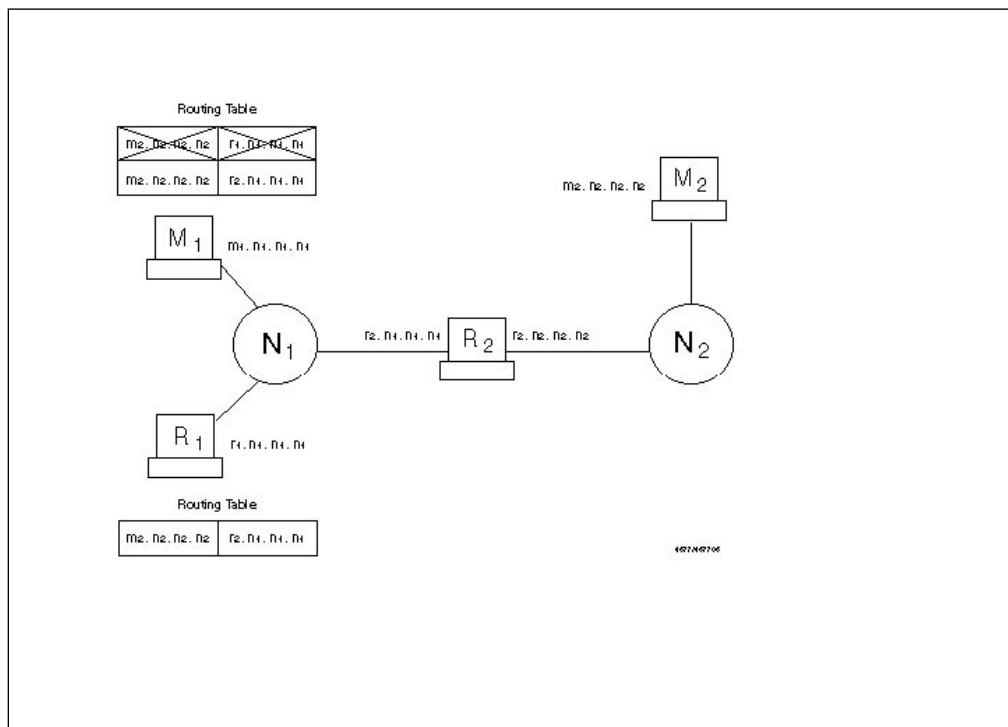 Routing Table
m₂. n₂. n₂. n₂ r₁. n₁. n₁. n₁
m₂. n₂. n₂. n₂ r₂. n₁. n₁. n₁
M₂
m₂. n₂. n₂. n₂
M₁
m₁. n₁. n₁. n₁
N₁
r₂. n₁. n₁. n₁
R₂
r₂. n₂. n₂. n₂
N₂
R₁
r₁. n₁. n₁. n₁
Routing Table
m₂. n₂. n₂. n₂ r₂. n₁. n₁. n₁